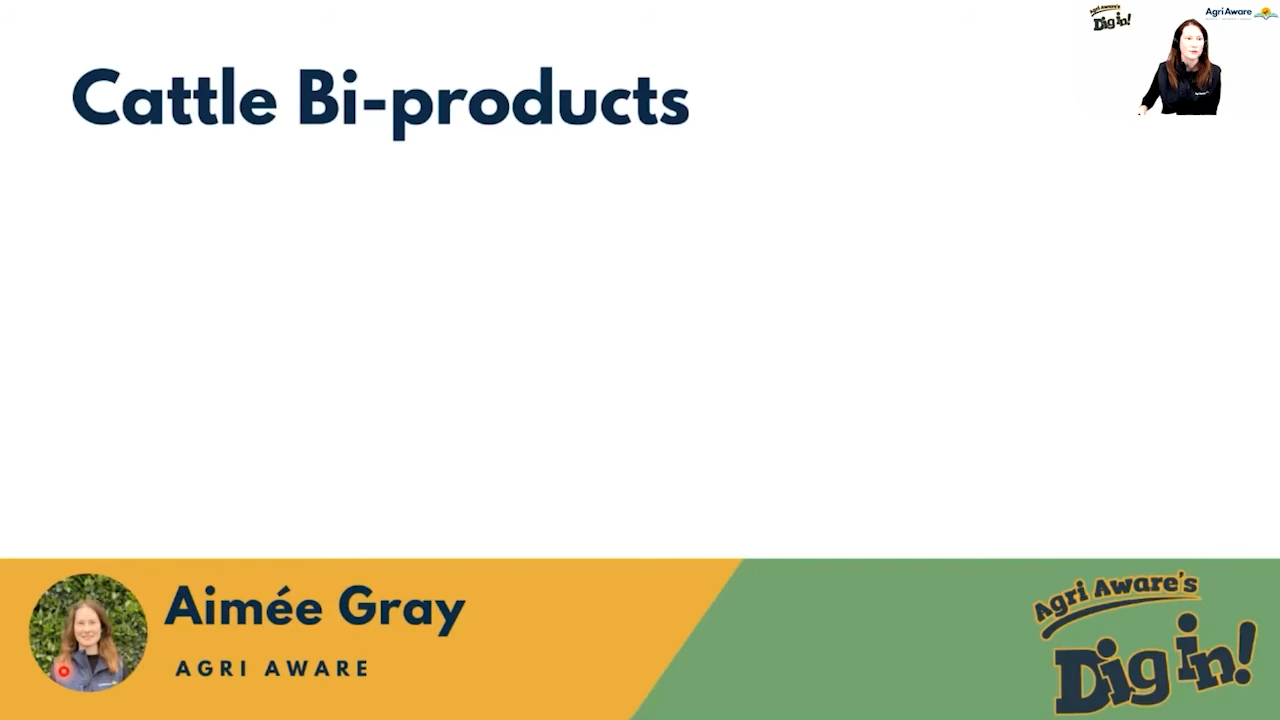 Agri Aware's
Dig in!
Agri Aware
Cattle Bi-products
Aimée Gray
AGRI AWARE
Agri Aware's
Dig in!